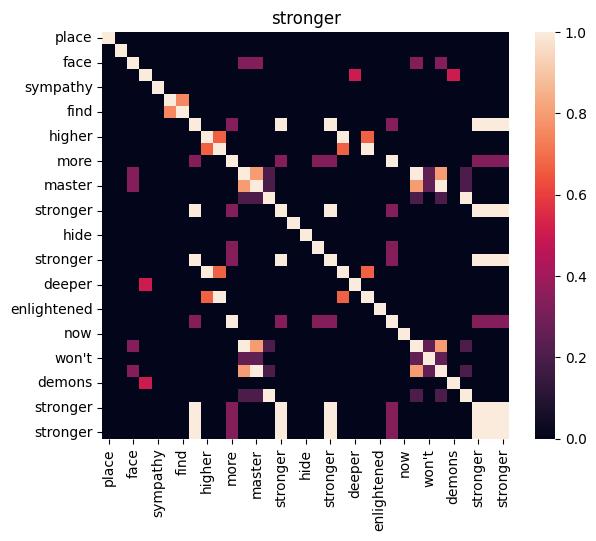 stronger
place
face
sympathy
find
higher
more
master
stronger
hide
stronger
deeper
enlightened
now
won't
demons
stronger
stronger
1.0
0.8
0.6
0.4
0.2
0.0
place
face
sympathy
find
higher
more
master
stronger
hide
stronger
deeper
enlightened
now
won't
demons
stronger
stronger